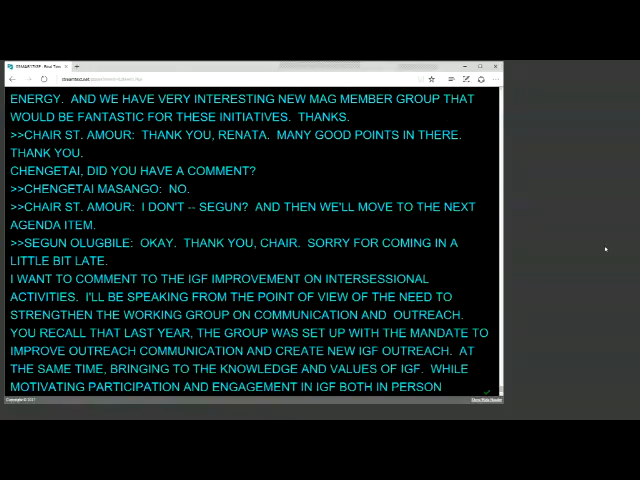 ENERGY.  AND WE HAVE VERY INTERESTING NEW MAG MEMBER GROUP THAT
WOULD BE FANTASTIC FOR THESE INITIATIVES.  THANKS.
>>CHAIR ST. AMOUR:  THANK YOU, RENATA.  MANY GOOD POINTS IN THERE.
THANK YOU.
CHENGETAI, DID YOU HAVE A COMMENT?
>>CHENGETAI MASANGO:  NO.
>>CHAIR ST. AMOUR:  I DON'T -- SEGUN?  AND THEN WE'LL MOVE TO THE NEXT
AGENDA ITEM.
>>SEGUN OLUGBILE:  OKAY.  THANK YOU, CHAIR.  SORRY FOR COMING IN A
LITTLE BIT LATE.
I WANT TO COMMENT TO THE IGF IMPROVEMENT ON INTERSESSIONAL
ACTIVITIES.  I'LL BE SPEAKING FROM THE POINT OF VIEW OF THE NEED TO
STRENGTHEN THE WORKING GROUP ON COMMUNICATION AND  OUTREACH.
YOU RECALL THAT LAST YEAR, THE GROUP WAS SET UP WITH THE MANDATE TO
IMPROVE OUTREACH COMMUNICATION AND CREATE NEW IGF OUTREACH.  AT
THE SAME TIME, BRINGING TO THE KNOWLEDGE AND VALUES OF IGF.  WHILE
MOTIVATING PARTICIPATION AND ENGAGEMENT IN IGF BOTH IN PERSON